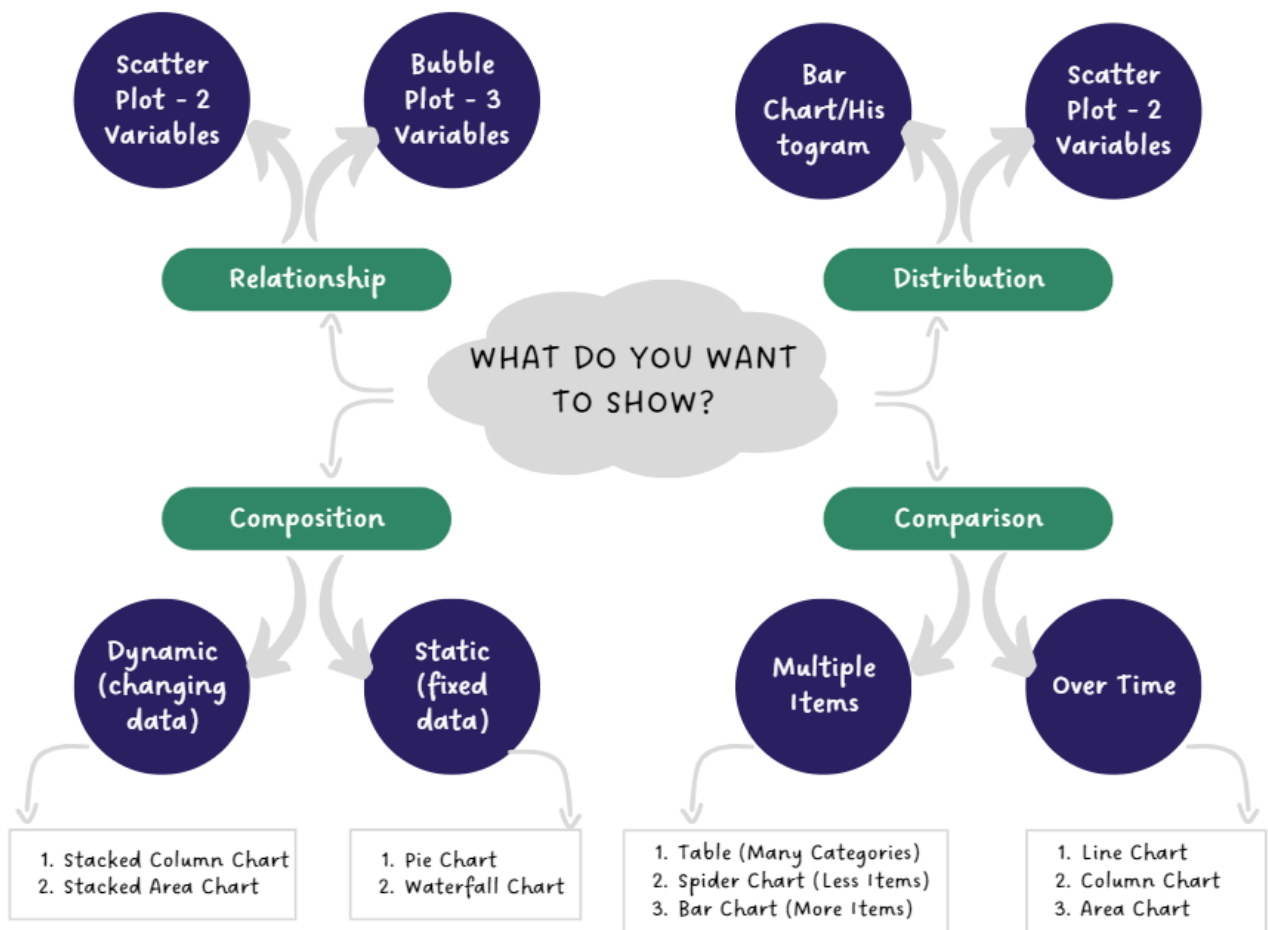 Scatter
Plot - 2
Variables
Bubble
Plot - 3
Variables
Bar
Chart/His
togram
Scatter
Plot - 2
Variables
Relationship
Distribution
WHAT DO YOU WANT
TO SHOW?
Composition
Comparison
Dynamic
(changing
data)
Static
(fixed
data)
Multiple
Items
Over Time
1. Stacked Column Chart
2. Stacked Area Chart
1. Pie Chart
2. Waterfall Chart
1. Table (Many Categories)
2. Spider Chart (Less Items)
3. Bar Chart (More Items)
1. Line Chart
2. Column Chart
3. Area Chart